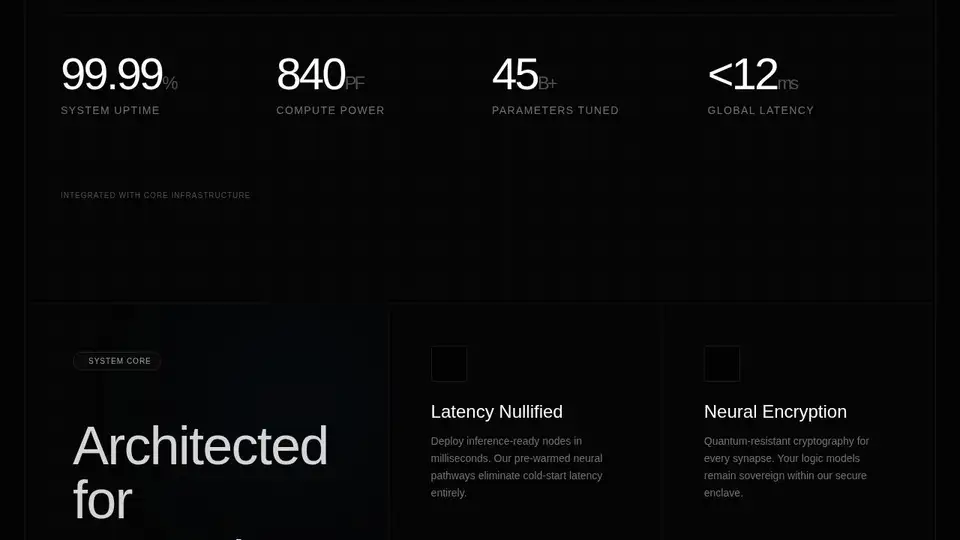 99.99%
SYSTEM UPTIME
840PF
COMPUTE POWER
45B+
PARAMETERS TUNED
<12ms
GLOBAL LATENCY
INTEGRATED WITH CORE INFRASTRUCTURE
SYSTEM CORE
Architected
for
Latency Nullified
Deploy inference-ready nodes in
milliseconds. Our pre-warmed neural
pathways eliminate cold-start latency
entirely.
Neural Encryption
Quantum-resistant cryptography for
every synapse. Your logic models
remain sovereign within our secure
enclave.